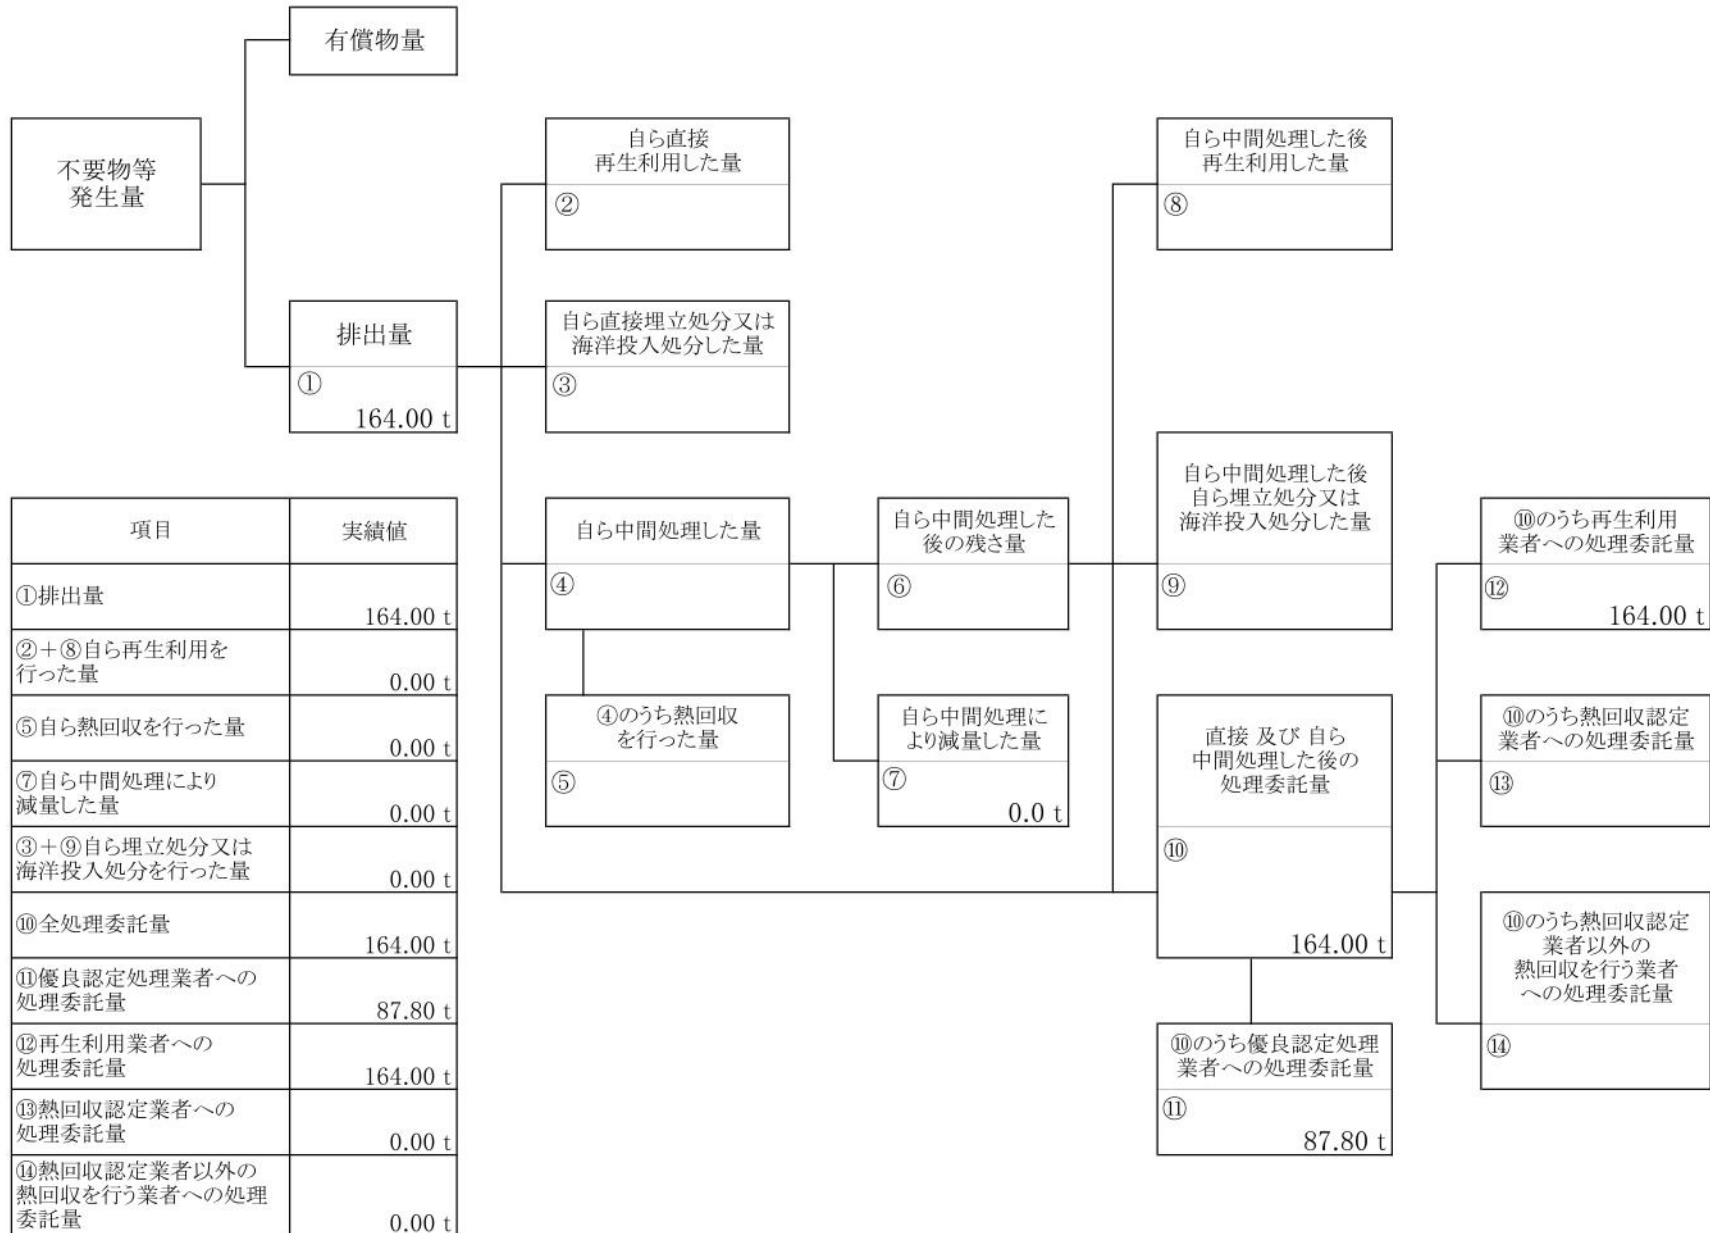 有償物量
不要物等
発生量
自ら直接
再生利用した量
②
自ら中間処理した後
再生利用した量
⑧
排出量
①
164.00 t
自ら直接埋立処分又は
海洋投入処分した量
③
自ら中間処理した量
④
自ら中間処理した
後の残さ量
⑥
自ら中間処理した後
自ら埋立処分又は
海洋投入処分した量
⑨
⑩のうち再生利用
業者への処理委託量
⑫
164.00 t
④のうち熱回収
を行った量
⑤
自ら中間処理に
より減量した量
⑦
0.0 t
直接 及び 自ら
中間処理した後の
処理委託量
⑩
164.00 t
⑩のうち熱回収認定
業者への処理委託量
⑬
⑩のうち熱回収認定
業者以外の
熱回収を行う業者
への処理委託量
⑭
⑩のうち優良認定処理
業者への処理委託量
⑪
87.80 t
項目 実績値
①排出量
164.00 t
②＋⑧自ら再生利用を
行った量
0.00 t
⑤自ら熱回収を行った量
0.00 t
⑦自ら中間処理により
減量した量
0.00 t
③＋⑨自ら埋立処分又は
海洋投入処分を行った量
0.00 t
⑩全処理委託量
164.00 t
⑪優良認定処理業者への
処理委託量
87.80 t
⑫再生利用業者への
処理委託量
164.00 t
⑬熱回収認定業者への
処理委託量
0.00 t
⑭熱回収認定業者以外の
熱回収を行う業者への処理
委託量
0.00 t